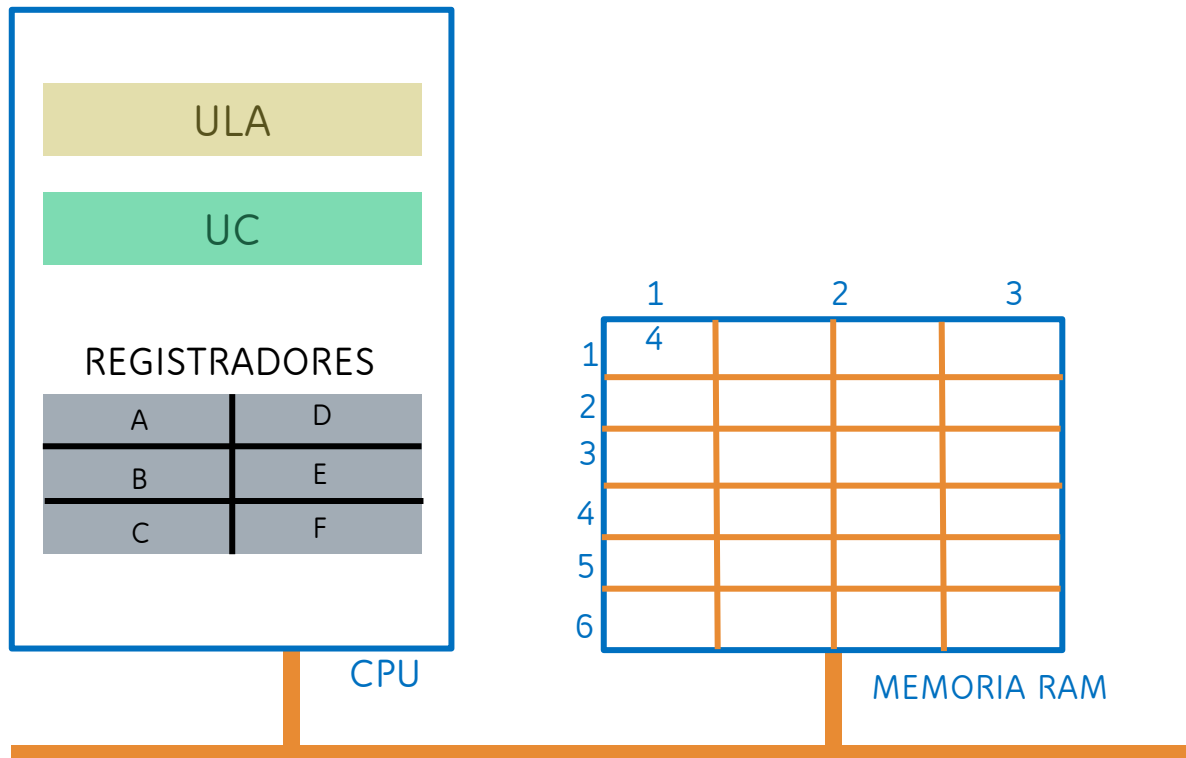 ULA
UC
REGISTRADORES
A D
B E
C F
CPU
1 2 3
4
1
2
3
4
5
6
MEMORIA RAM